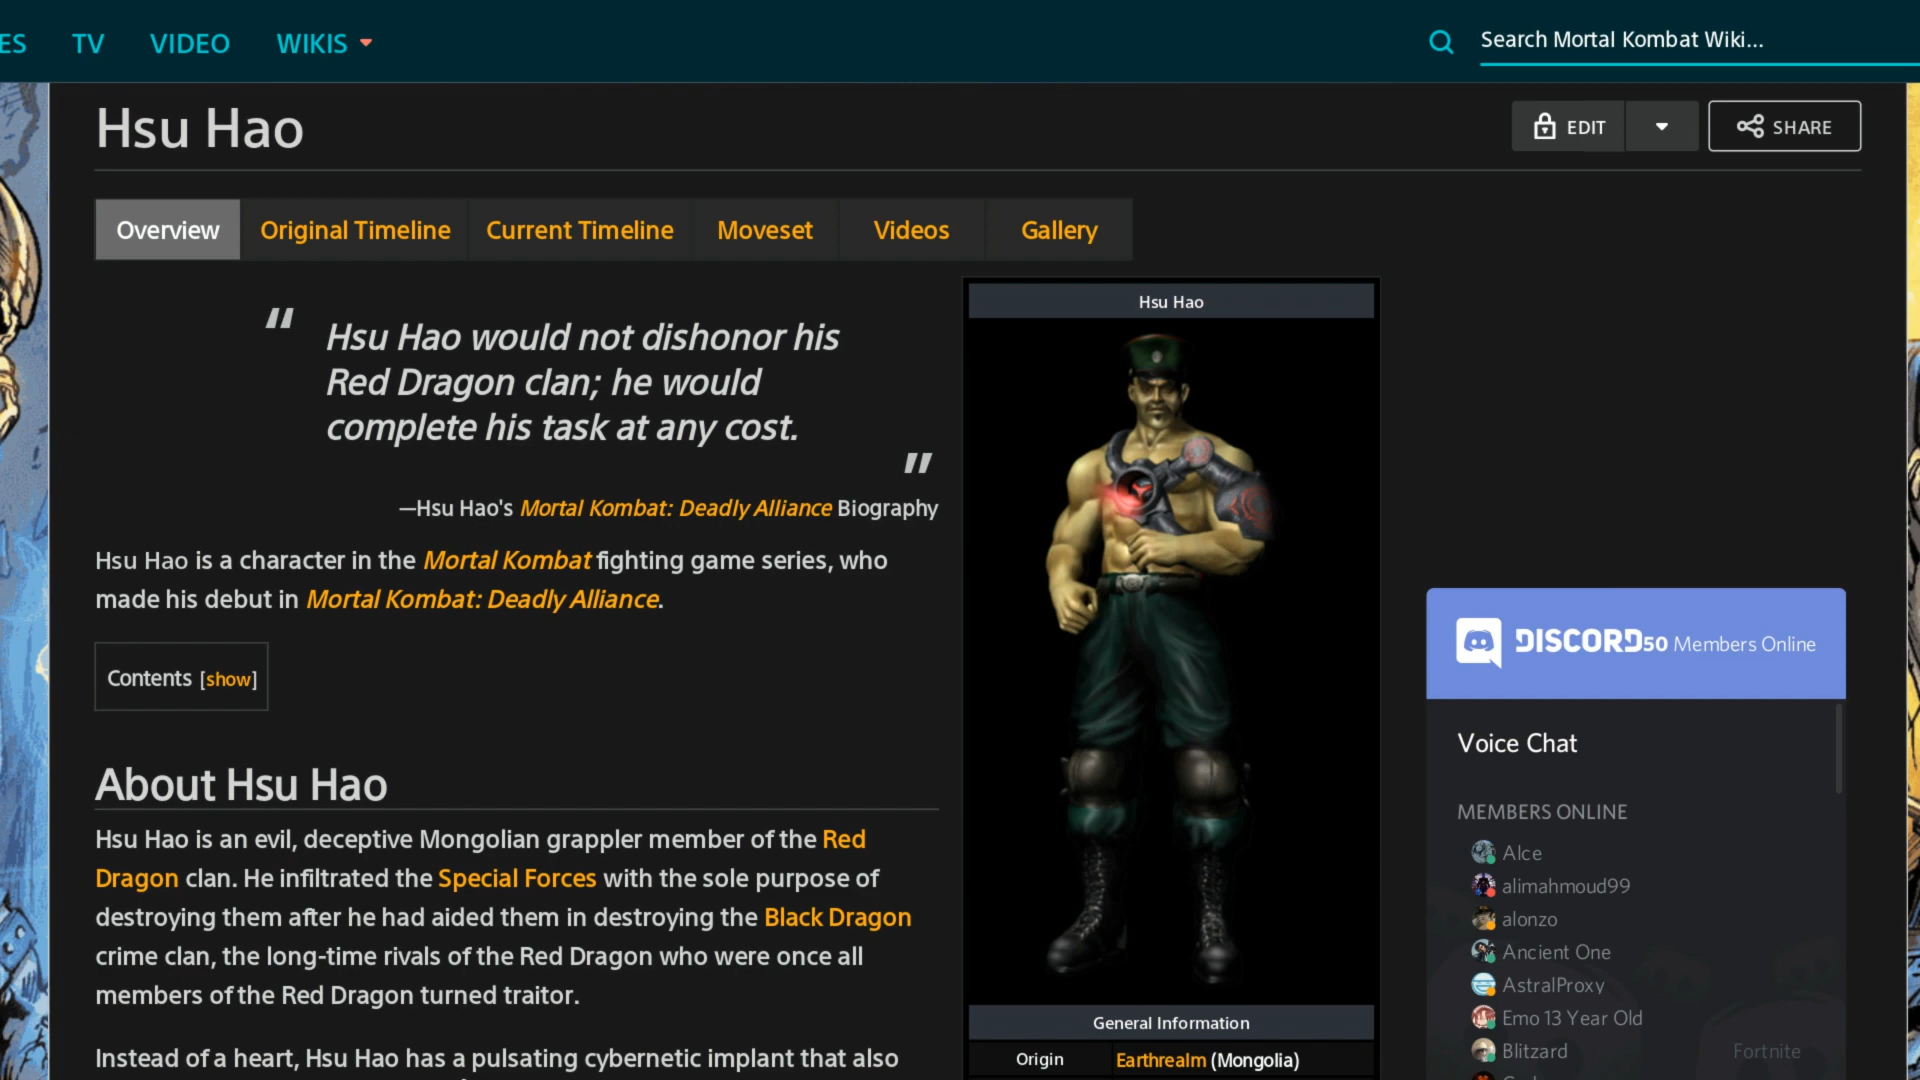 ES TV VIDEO WIKIS
Search Mortal Kombat Wiki...
Hsu Hao
EDIT
SHARE
Overview Original Timeline Current Timeline Moveset Videos Gallery
“ Hsu Hao would not dishonor his
Red Dragon clan; he would
complete his task at any cost.
”
—Hsu Hao's Mortal Kombat: Deadly Alliance Biography
Hsu Hao is a character in the Mortal Kombat fighting game series, who
made his debut in Mortal Kombat: Deadly Alliance.
Contents [show]
About Hsu Hao
Hsu Hao is an evil, deceptive Mongolian grappler member of the Red
Dragon clan. He infiltrated the Special Forces with the sole purpose of
destroying them after he had aided them in destroying the Black Dragon
crime clan, the long-time rivals of the Red Dragon who were once all
members of the Red Dragon turned traitor.
Instead of a heart, Hsu Hao has a pulsating cybernetic implant that also
Hsu Hao
General Information
Origin Earthrealm (Mongolia)
DISCORD 50 Members Online
Voice Chat
MEMBERS ONLINE
Alce
alimahmoud99
alonzo
Ancient One
AstralProxy
Emo 13 Year Old
Blitzard Fortnite